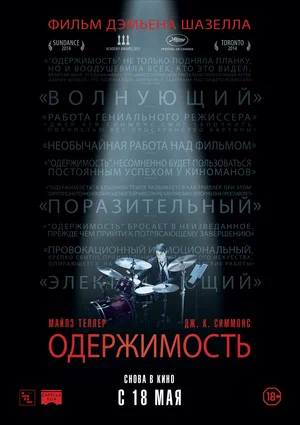 ФИЛЬМ ДЭМЬЕНА ШАЗЕЛЛА
SUNDANCE
2014
ACADEMY AWARDS
TORONTO
2014
«ОДЕРЖИМОСТЬ» НЕ ТОЛЬКО ПОДНЯЛА ПЛАНКУ,
НО И ВООДУШЕВИЛА ВСЕХ, КТО ЭТО ВИДЕЛ.
«ВОЛНУЮЩИЙ»
«РАБОТА ГЕНИАЛЬНОГО РЕЖИССЕРА»
«НЕОБЫЧАЙНАЯ РАБОТА НАД ФИЛЬМОМ»
«ОДЕРЖИМОСТЬ» НЕСОМНЕННО БУДЕТ ПОЛЬЗОВАТЬСЯ
ПОСТОЯННЫМ УСПЕХОМ У КИНОМАНОВ
«ПОРАЗИТЕЛЬНЫЙ»
«ОДЕРЖИМОСТЬ» БРОСАЕТ В НЕИЗВЕДАННОЕ,
ПРЕЖДЕ ЧЕМ ПРИЙТИ К ПОТРЯСАЮЩЕМУ ЗАВЕРШЕНИЮ»
«ПРОВОКАЦИОННЫЙ И ЭМОЦИОНАЛЬНЫЙ.
МАЙЛЗ ТЕЛЛЕР
ДЖ. К. СИММОНС
ОДЕРЖИМОСТЬ
СНОВА В КИНО
С 18 МАЯ
18+